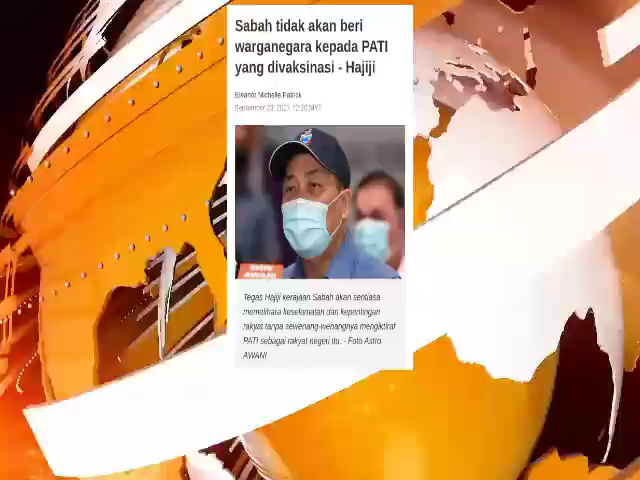 Sabah tidak akan beri
warganegara kepada PATI
yang divaksinasi - Hajiji
Eleanor Michelle Patrick
September 23, 2021 12:30 MYT
Tegas Hajiji kerajaan Sabah akan sentiasa
memelihara keselamatan dan kepentingan
rakyat tanpa sewenang-wenangnya mengiktiraf
PATI sebagai rakyat negeri itu. - Foto Astro
AWANI